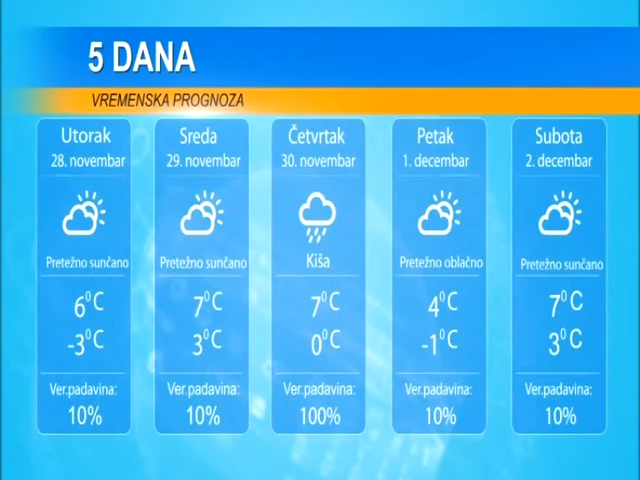 5 DANA
VREMENSKA PROGNOZA
Utorak
28. novembar
Pretežno sunčano
6°C
-3°C
Ver.padavina:
10%
Sreda
29. novembar
Pretežno sunčano
7°C
3°C
Ver.padavina:
10%
Četvrtak
30. novembar
Kiša
7°C
0°C
Ver.padavina:
100%
Petak
1. decembar
Pretežno oblačno
4°C
-1°C
Ver.padavina:
10%
Subota
2. decembar
Pretežno sunčano
7°C
3°C
Ver.padavina:
10%